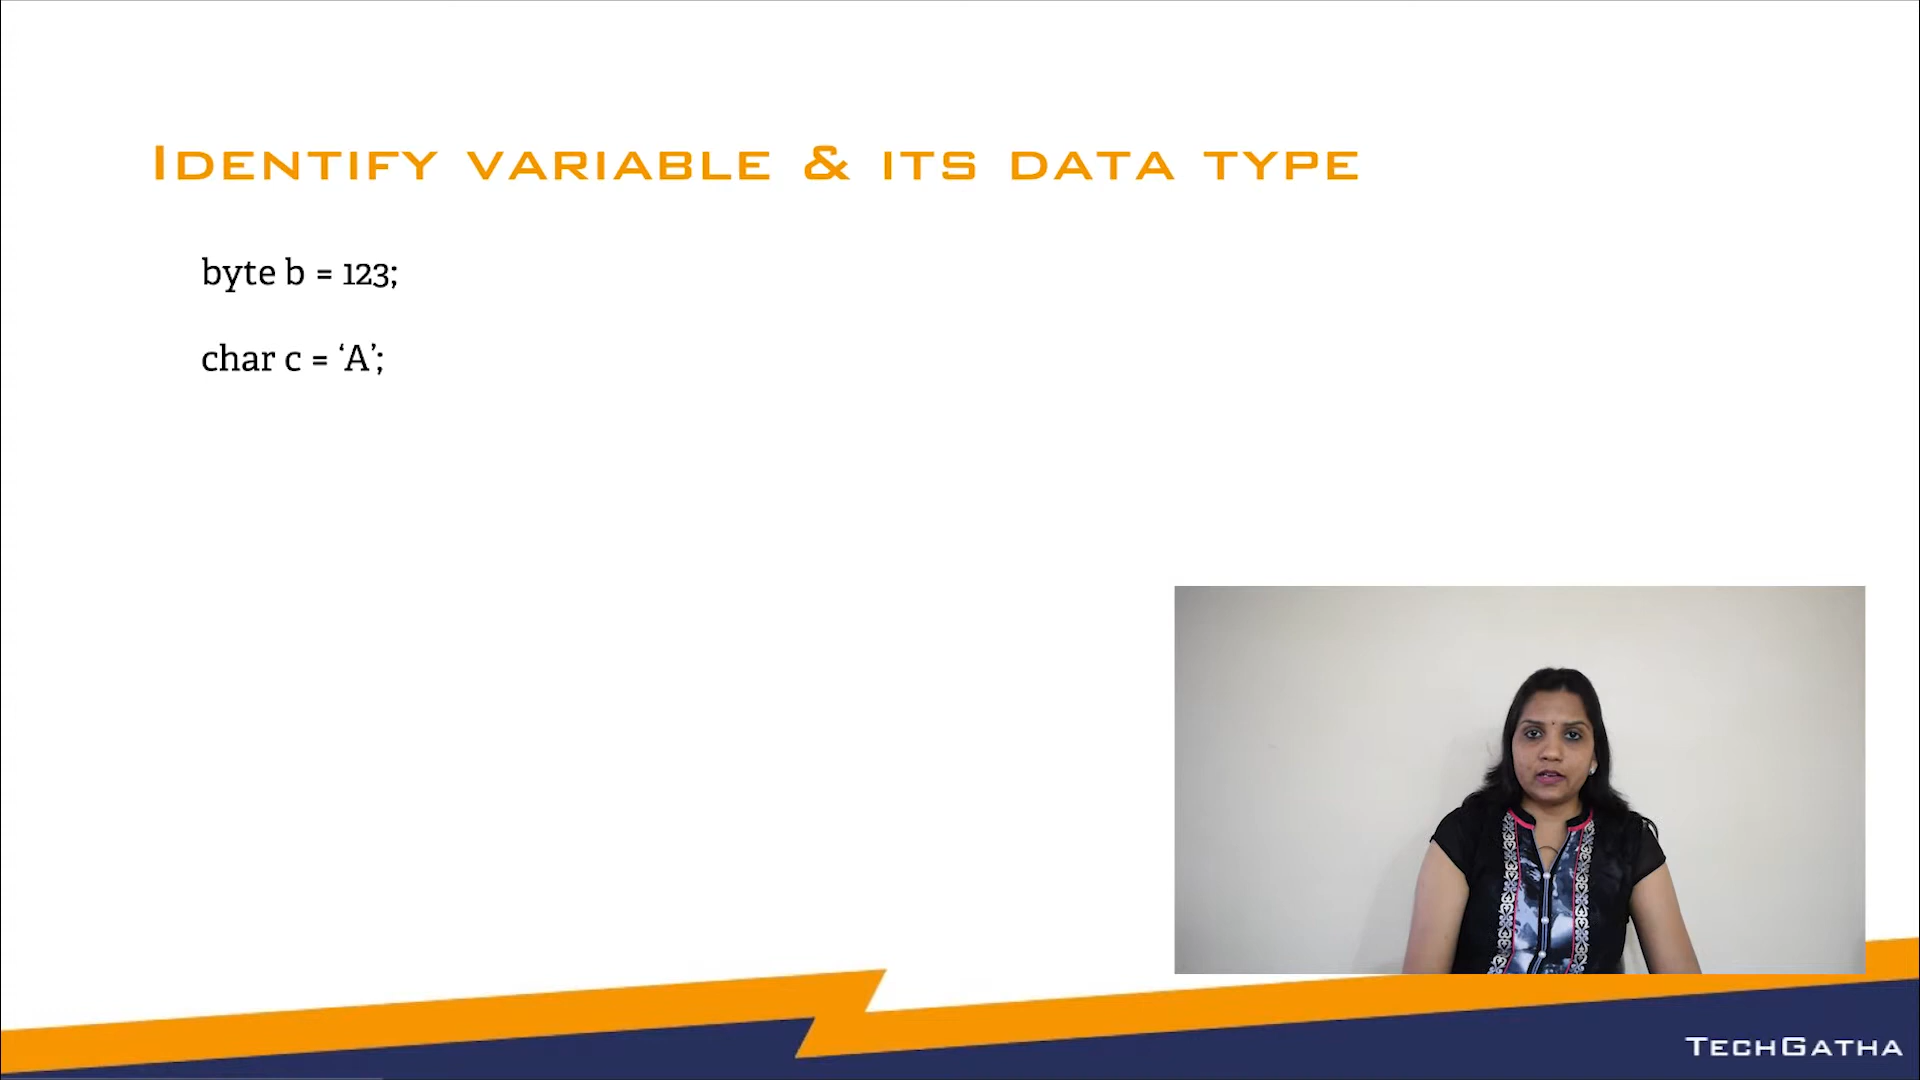 Identify variable & its data type
byte b = 123;
char c = ‘A’;
TechGatha